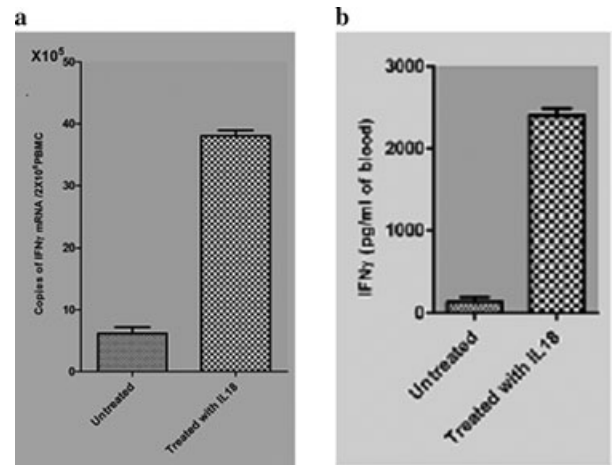 a
X10⁵
50
40
30
20
10
0
Copies of IFNγ mRNA /2X10⁶PBMC
Untreated
Treated with IL18
b
3000
2000
1000
0
IFNγ (pg/ml of blood)
Untreated
Treated with IL18